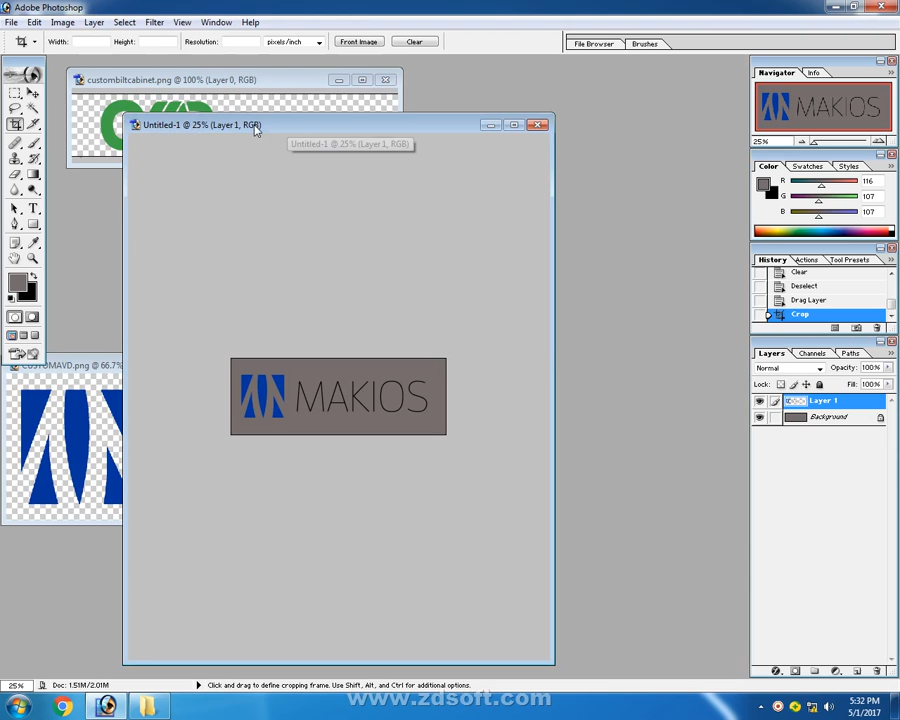 Adobe Photoshop
File Edit Image Layer Select Filter View Window Help
Width: Height: Resolution: pixels/inch Front Image Clear File Browser Brushes
custombiltcabinet.png @ 100% (Layer 0, RGB)
Untitled-1 @ 25% (Layer 1, RGB)
Untitled-1 @ 25% (Layer 1, RGB)
CUSTOMAVD.png @ 66.7%
MAKIOS
Navigator Info
MAKIOS
25%
Color Swatches Styles
R 116
G 107
B 107
History Actions Tool Presets
Clear
Deselect
Drag Layer
Crop
Layers Channels Paths
Normal Opacity: 100%
Lock: Fill: 100%
Layer 1
Background
25% Doc: 1.51M/2.01M Click and drag to define cropping frame. Use Shift, Alt, and Ctrl for additional options.
www.zdsoft.com
5:32 PM
5/1/2017